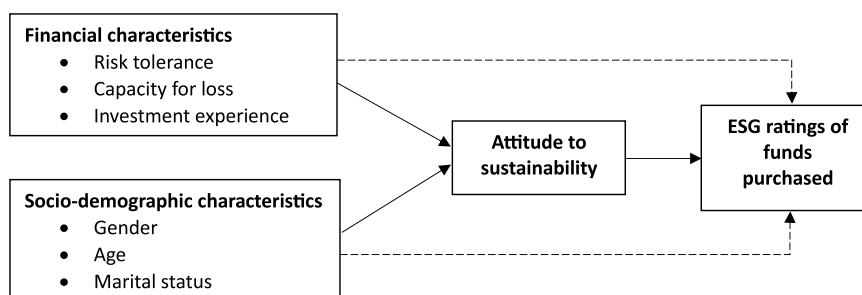 Financial characteristics
• Risk tolerance
• Capacity for loss
• Investment experience
Attitude to
sustainability
ESG ratings of
funds
purchased
Socio-demographic characteristics
• Gender
• Age
• Marital status